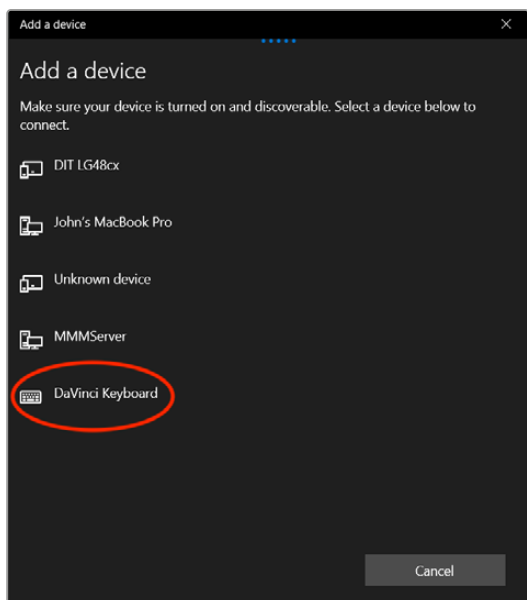 Add a device
Add a device
Make sure your device is turned on and discoverable. Select a device below to
connect.
DIT LG48cx
John's MacBook Pro
Unknown device
MMMServer
DaVinci Keyboard
Cancel